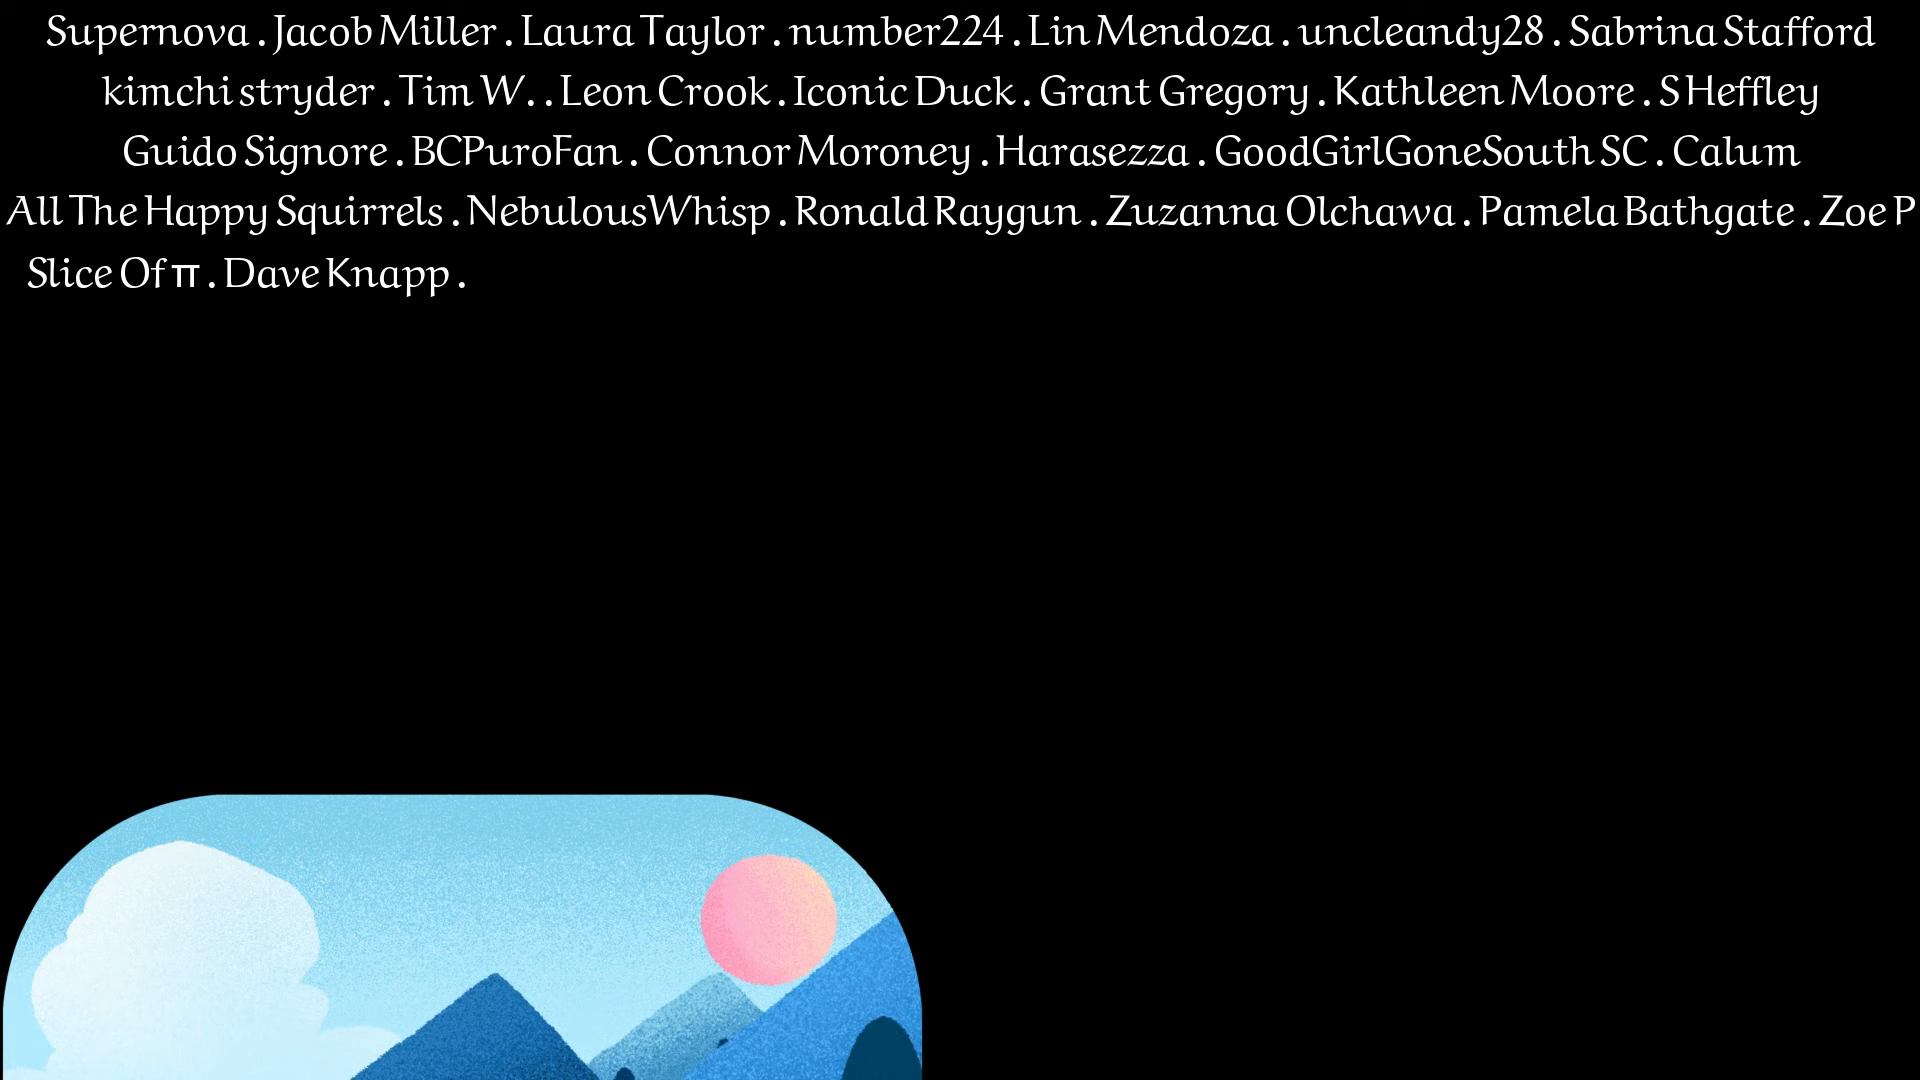 Supernova . Jacob Miller . Laura Taylor . number224 . Lin Mendoza . uncleandy28 . Sabrina Stafford
kimchi stryder . Tim W. . Leon Crook . Iconic Duck . Grant Gregory . Kathleen Moore . S Heffley
Guido Signore . BCPuroFan . Connor Moroney . Harasezza . GoodGirlGoneSouth SC . Calum
All The Happy Squirrels . NebulousWhisp . Ronald Raygun . Zuzanna Olchawa . Pamela Bathgate . Zoe P
Slice Of π . Dave Knapp .